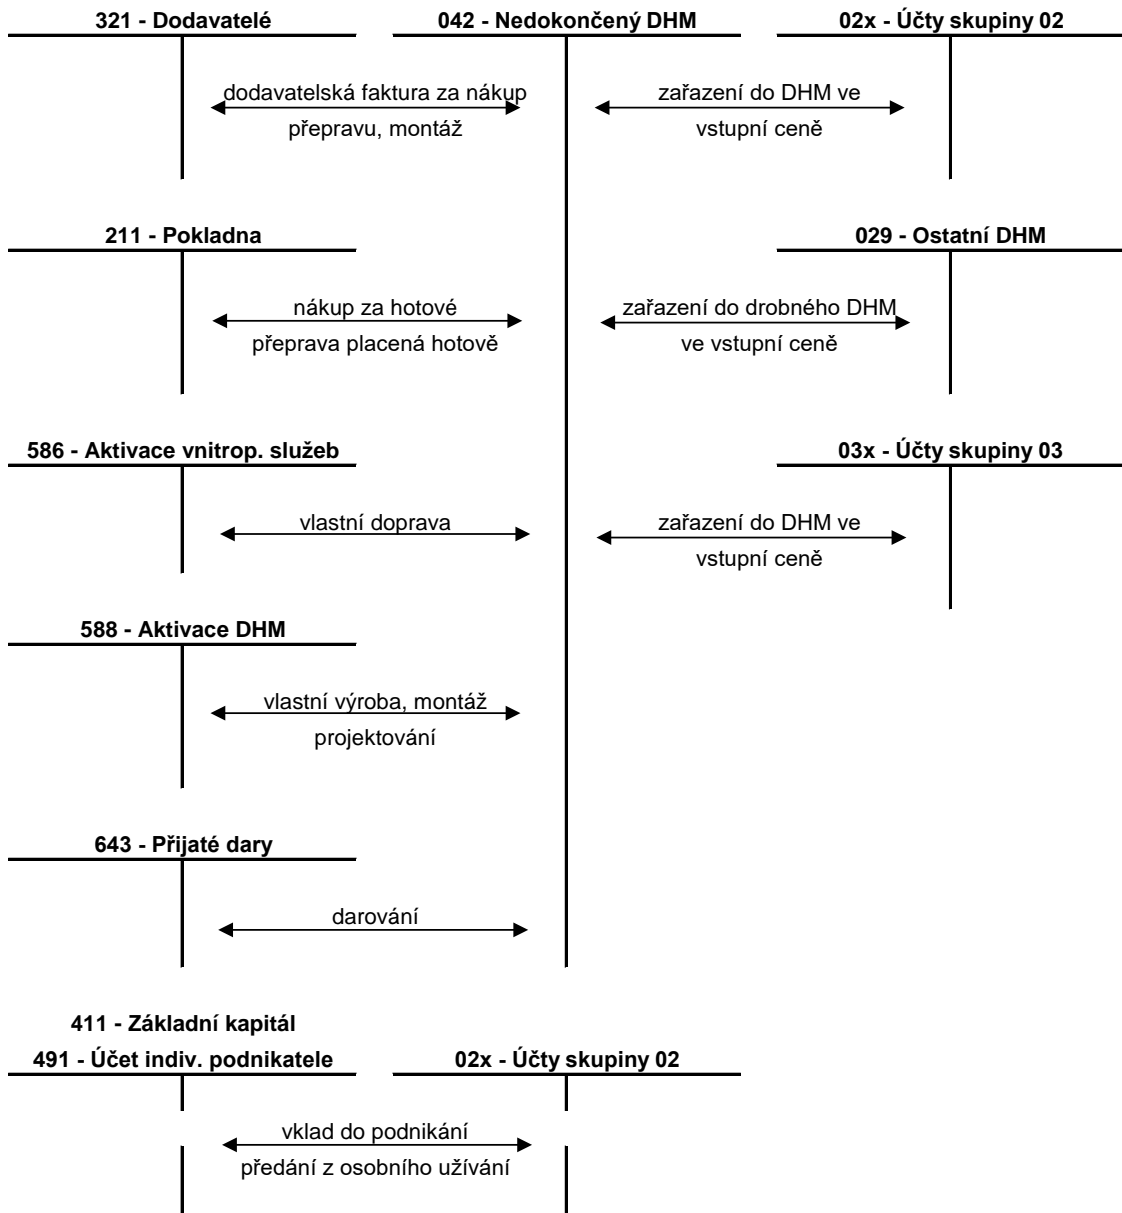 321 - Dodavatelé
042 - Nedokončený DHM
02x - Účty skupiny 02
dodavatelská faktura za nákup
přepravu, montáž
zařazení do DHM ve
vstupní ceně
211 - Pokladna
029 - Ostatní DHM
nákup za hotové
přeprava placená hotově
zařazení do drobného DHM
ve vstupní ceně
586 - Aktivace vnitrop. služeb
03x - Účty skupiny 03
vlastní doprava
zařazení do DHM ve
vstupní ceně
588 - Aktivace DHM
vlastní výroba, montáž
projektování
643 - Přijaté dary
darování
411 - Základní kapitál
491 - Účet indiv. podnikatele
02x - Účty skupiny 02
vklad do podnikání
předání z osobního užívání